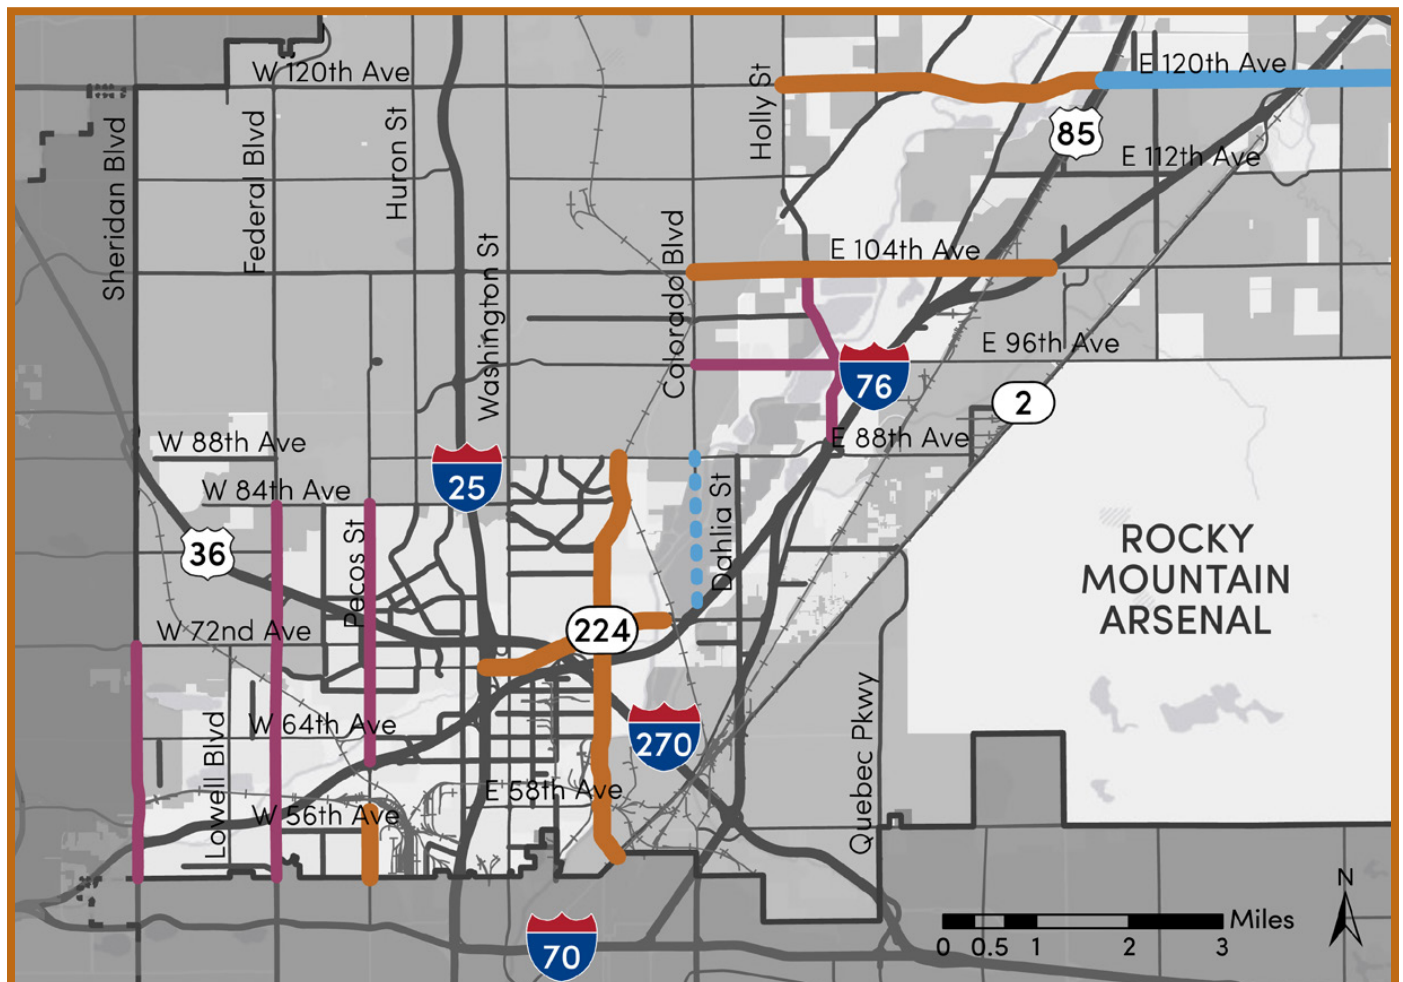 W 120th Ave
E 120th Ave
Holly St
85
E 112th Ave
Sheridan Blvd
Federal Blvd
Huron St
Washington St
Colorado Blvd
E 104th Ave
E 96th Ave
76
2
W 88th Ave
E 88th Ave
W 84th Ave
25
Dahlia St
36
Pecos St
ROCKY
MOUNTAIN
ARSENAL
W 72nd Ave
224
W 64th Ave
Lowell Blvd
270
Quebec Pkwy
E 58th Ave
W 56th Ave
N
70
Miles
0 0.5 1 2 3